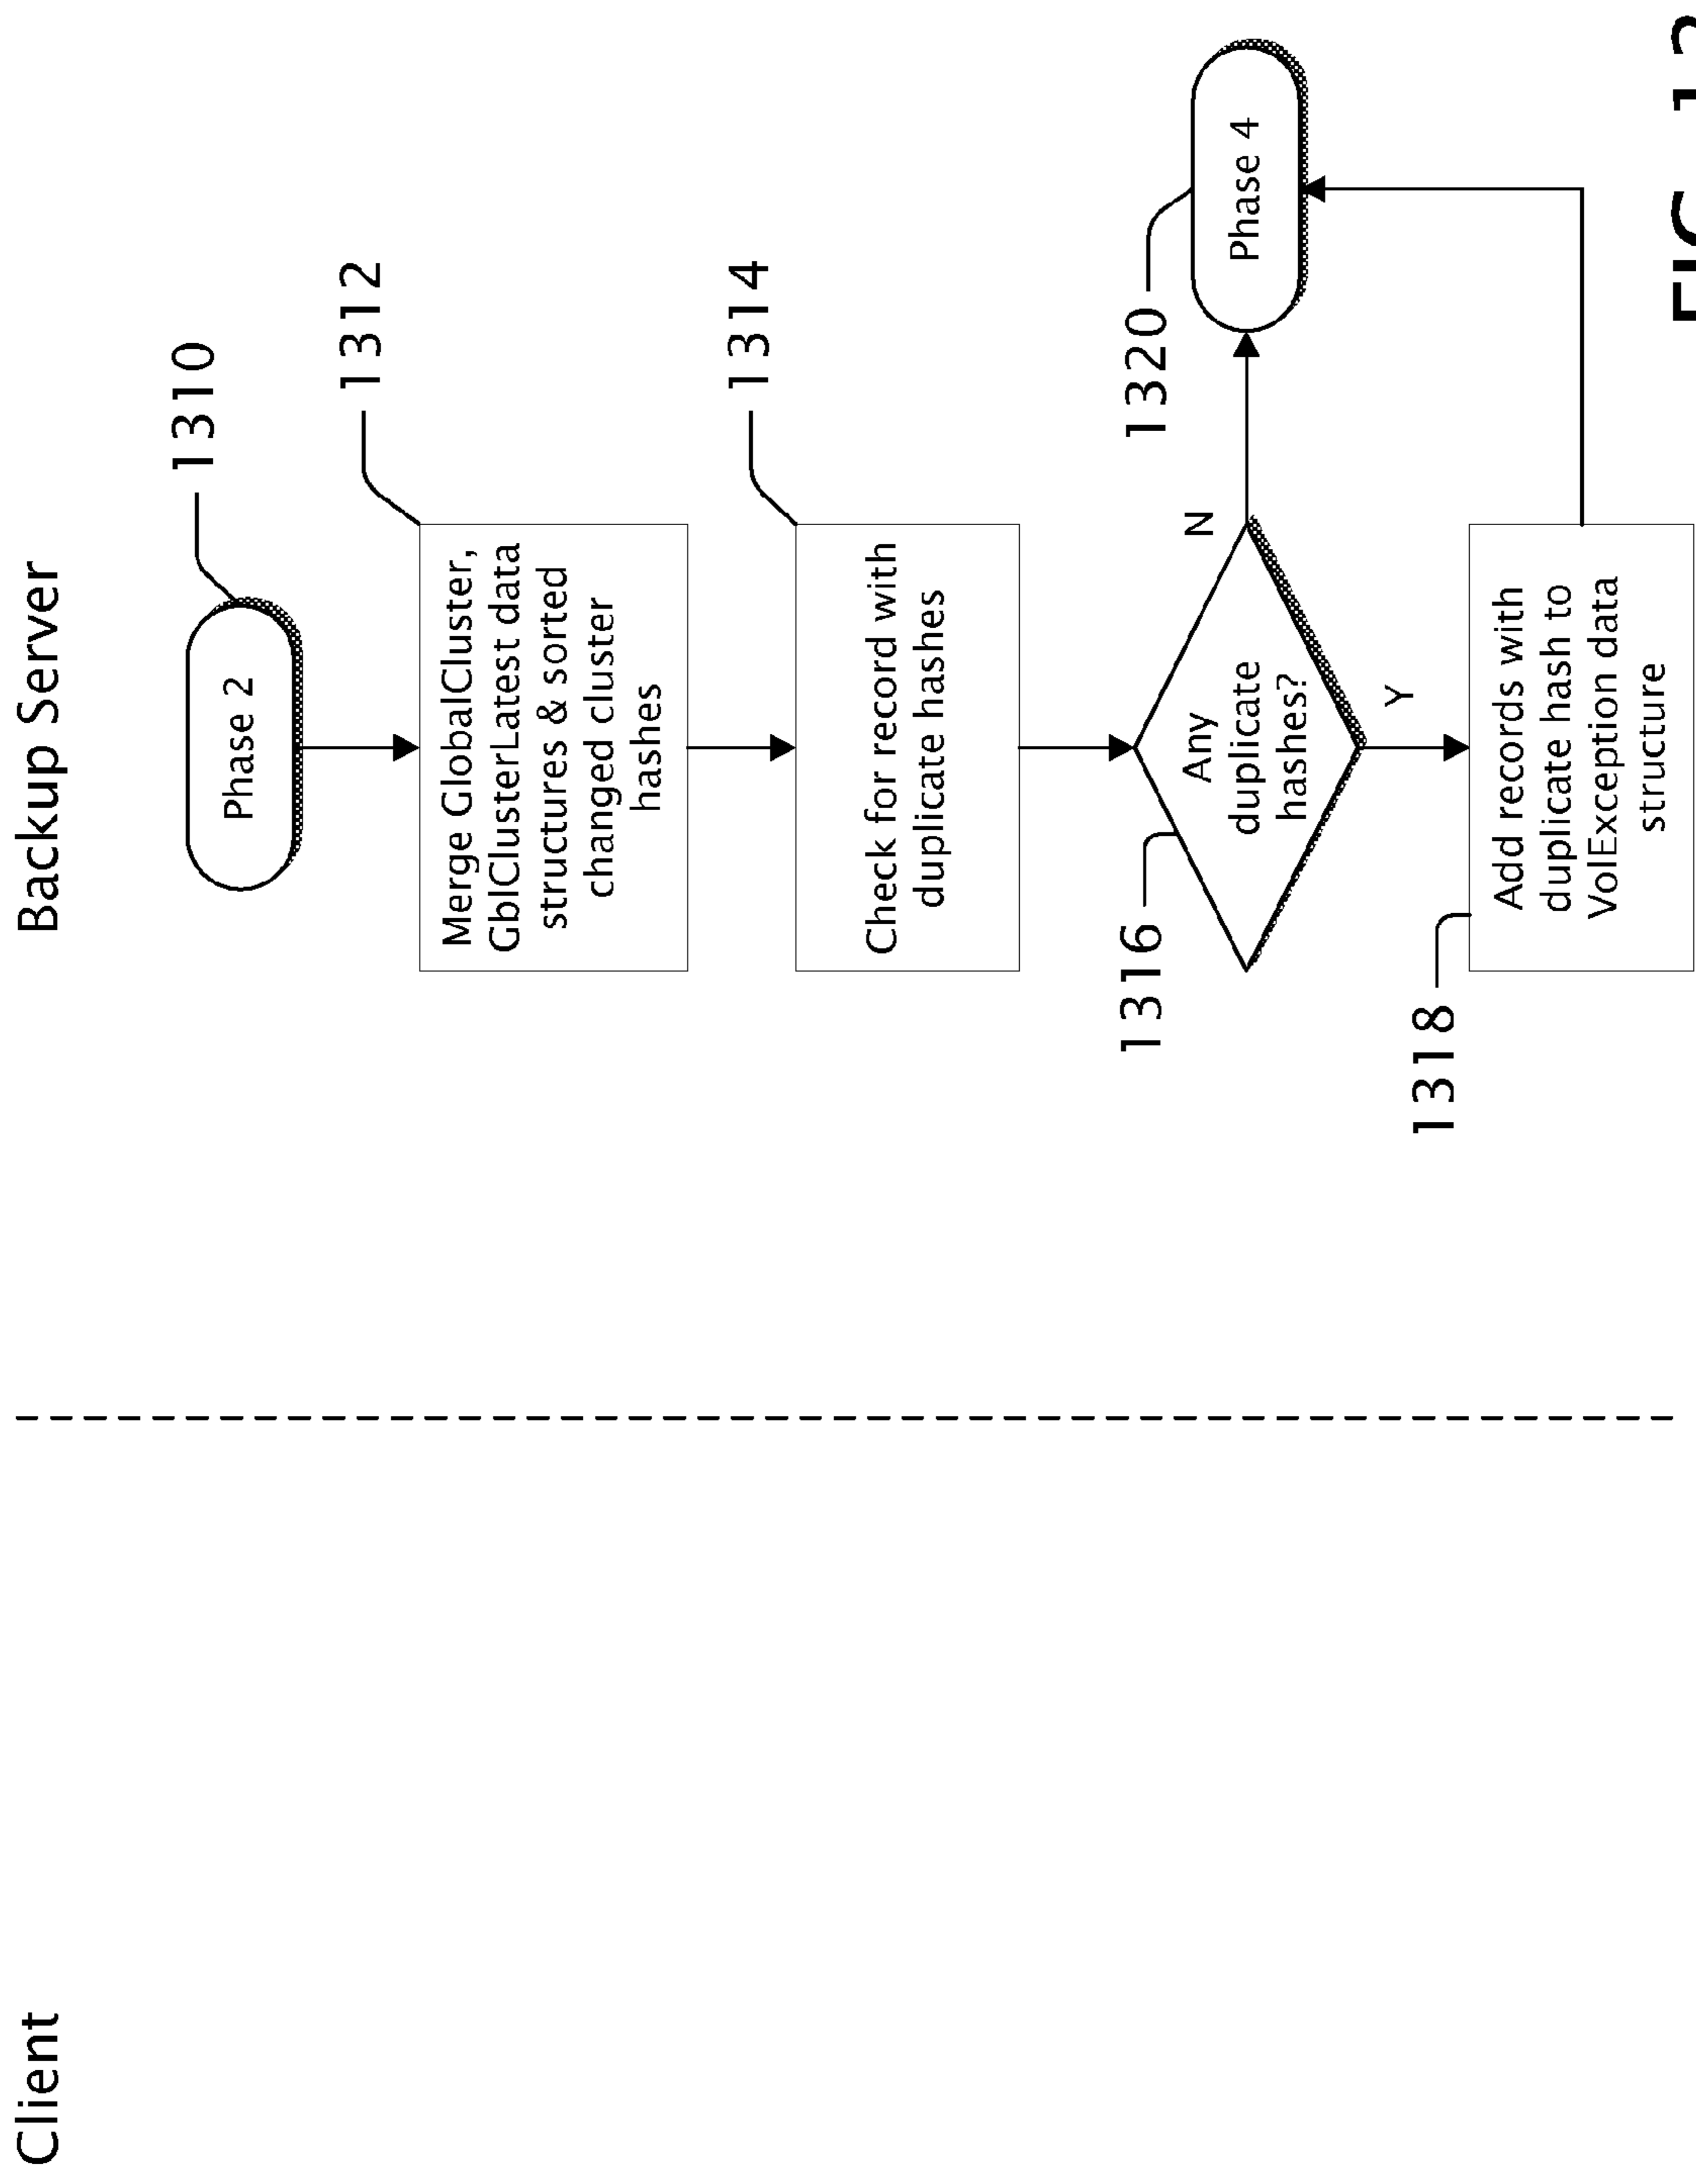 Client
Backup Server
1310
Phase 2
1312
Merge GlobalCluster,
GblClusterLatest data
structures & sorted
changed cluster
hashes
1314
Check for record with
duplicate hashes
1316
Any
duplicate
hashes?
N
Y
1320
Phase 4
1318
Add records with
duplicate hash to
VolException data
structure